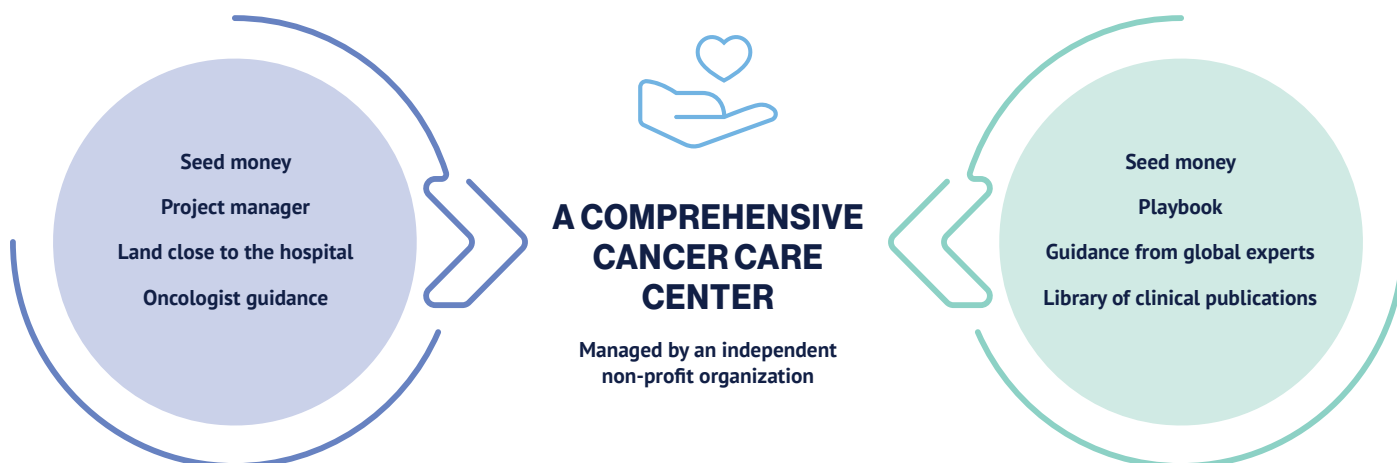 Seed money
Project manager
Land close to the hospital
Oncologist guidance
A COMPREHENSIVE
CANCER CARE
CENTER
Managed by an independent
non-profit organization
Seed money
Playbook
Guidance from global experts
Library of clinical publications